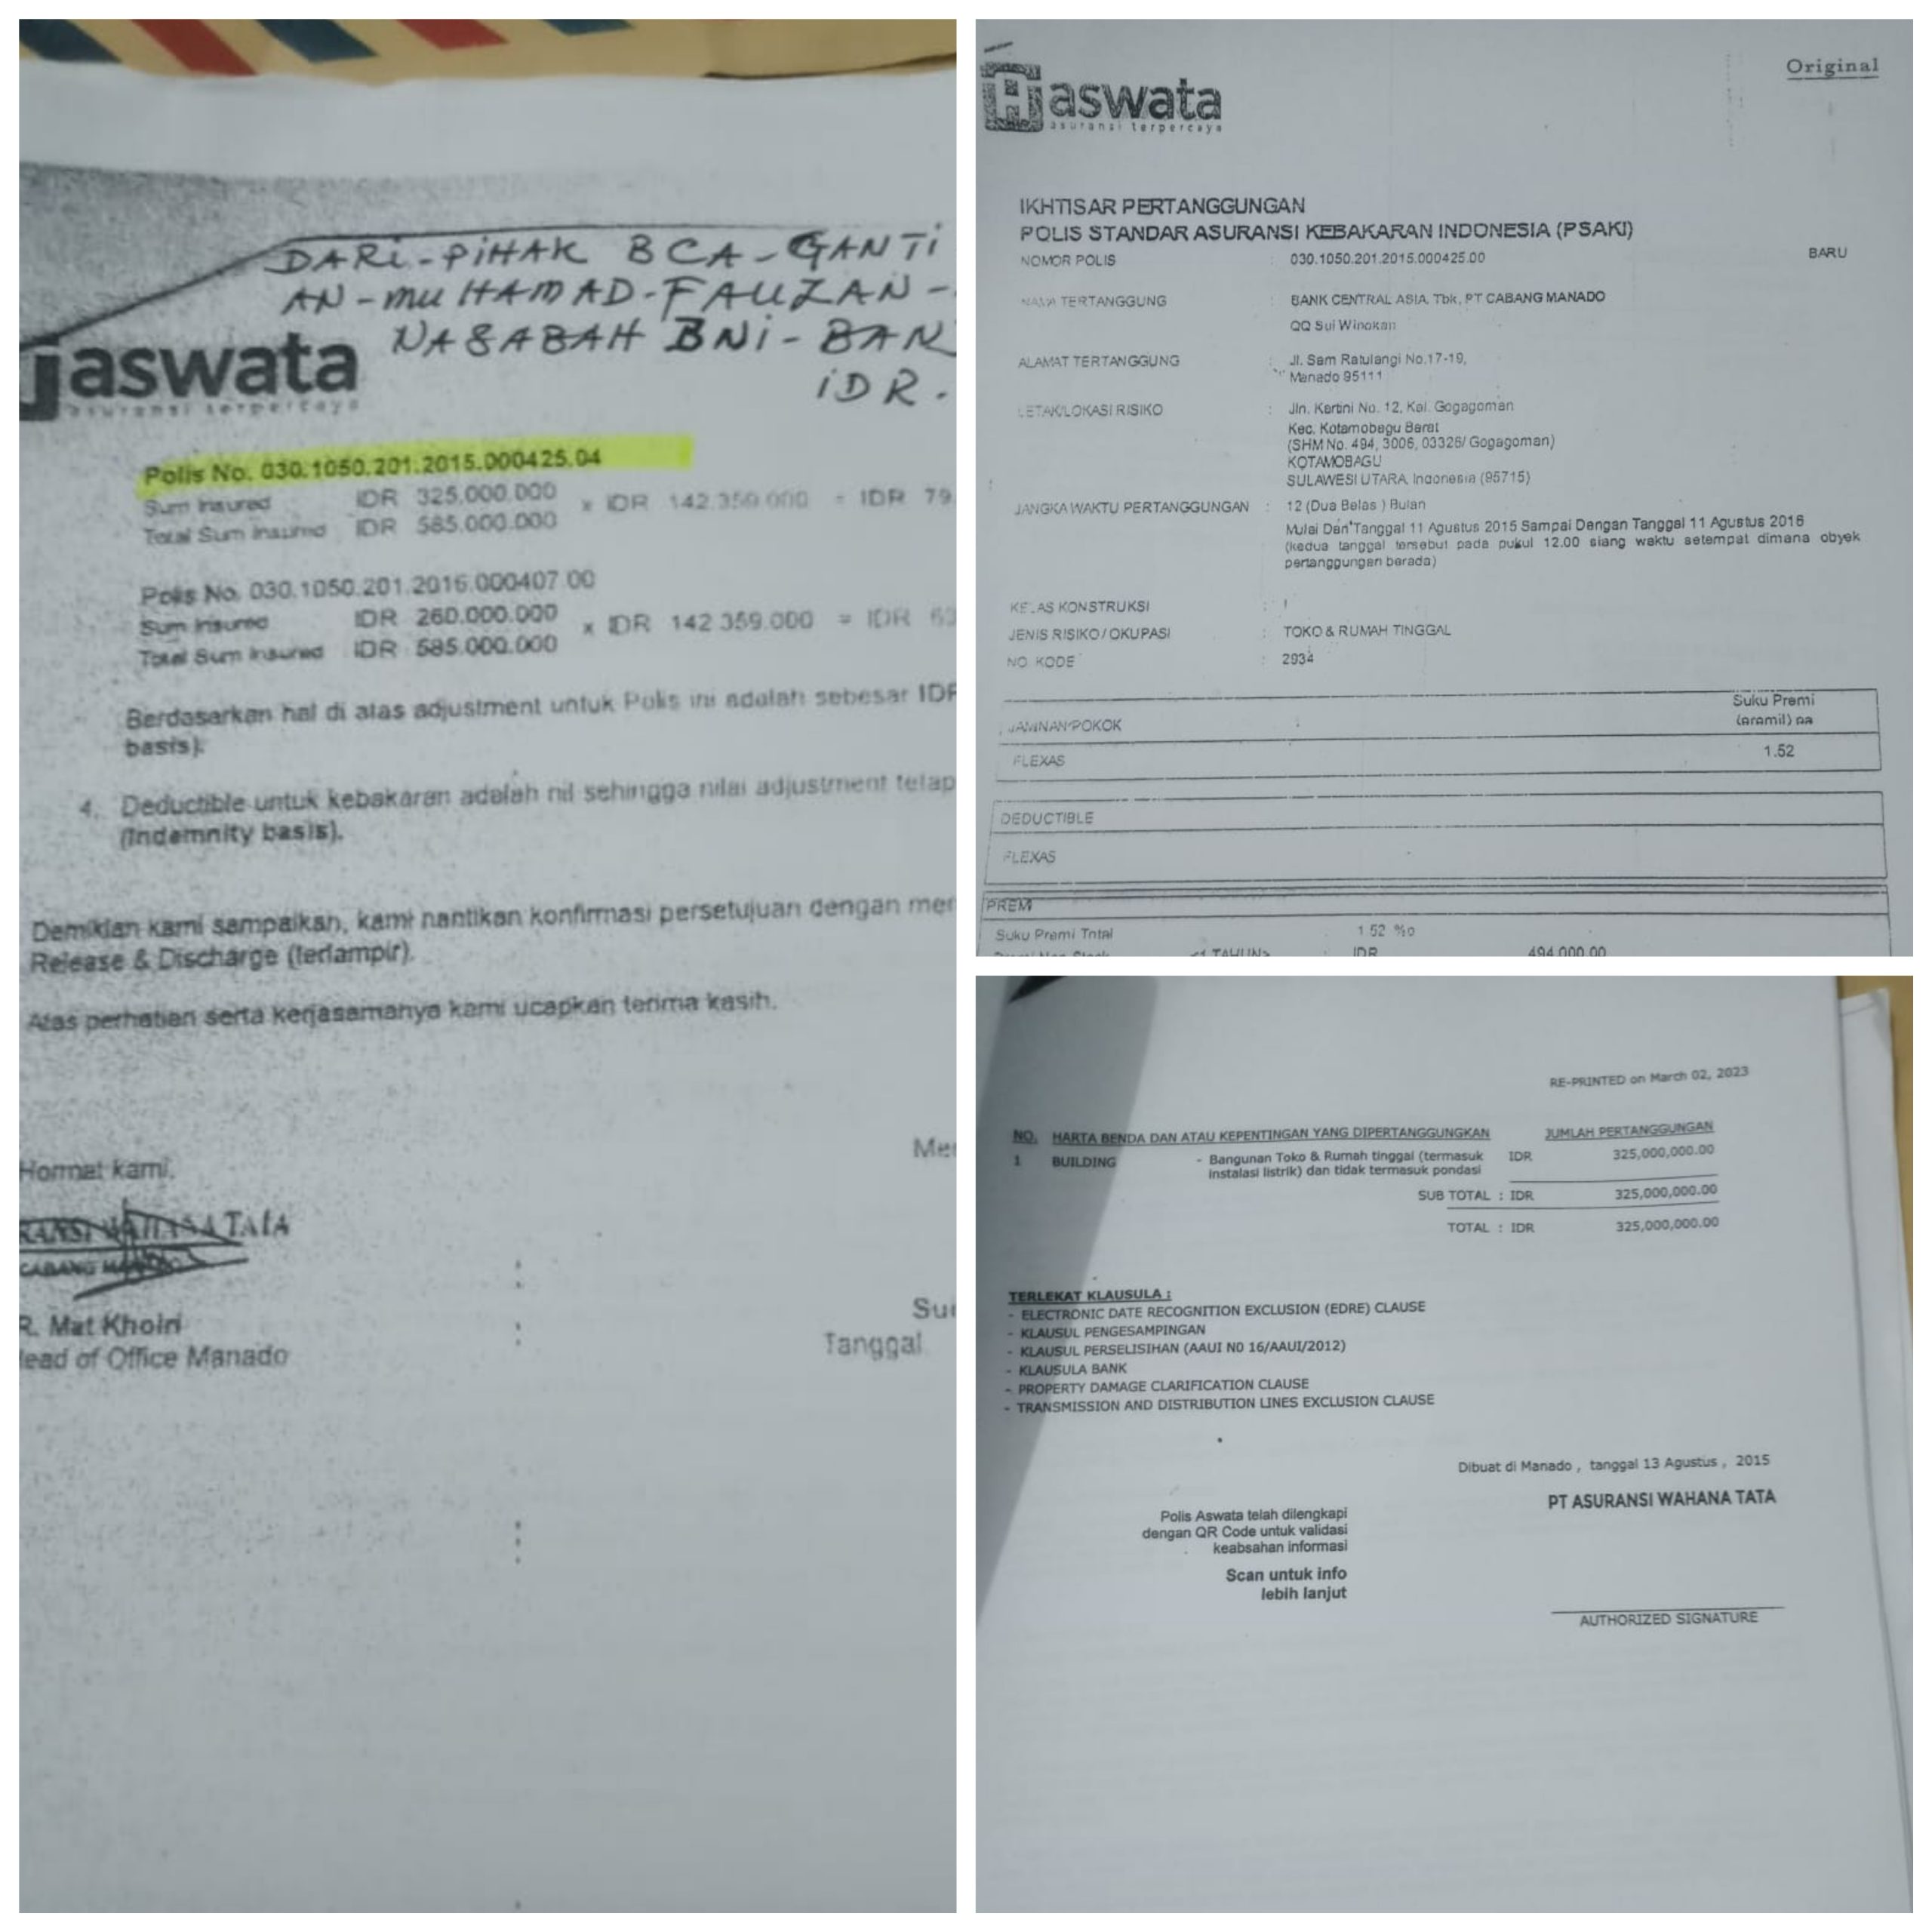 DARI-PIHAK BCA-GANTI
AN-MUHAMAD-FAUZAN-
NASABAH BNI-BAN
IDR.
aswata
asuransi terpercaya
Polis No. 030.1050.201.2015.000425.04
Sum Insured IDR 325.000.000 x IDR 142.359.000 = IDR 79
Total Sum Insured IDR 585.000.000
Polis No. 030.1050.201.2016.000407.00
Sum Insured IDR 260.000.000 x IDR 142.359.000 = IDR 63
Total Sum Insured IDR 585.000.000
Berdasarkan hal di atas adjustment untuk Polis ini adalah sebesar IDR
basis).
4. Deductible untuk kebakaran adalah nil sehingga nilai adjustment tetap
(Indemnity basis).
Demikian kami sampaikan, kami nantikan konfirmasi persetujuan dengan men
Release & Discharge (terlampir).
Atas perhatian serta kerjasamanya kami ucapkan terima kasih.
Hormat kami, Me
RANSI WAHANA TATA
CABANG MANADO
R. Mat Khoiri
ead of Office Manado
Su
Tanggal
Original
aswata
asuransi terpercaya
IKHTISAR PERTANGGUNGAN
POLIS STANDAR ASURANSI KEBAKARAN INDONESIA (PSAKI)
NOMOR POLIS : 030.1050.201.2015.000425.00 BARU
NAMA TERTANGGUNG : BANK CENTRAL ASIA, Tbk, PT CABANG MANADO
QQ Sui Winokan
ALAMAT TERTANGGUNG : Jl. Sam Ratulangi No.17-19,
Manado 95111
LETAK/LOKASI RISIKO : Jln. Kartini No. 12, Kel. Gogagoman
Kec. Kotamobagu Barat
(SHM No. 494, 3006, 03326/ Gogagoman)
KOTAMOBAGU
SULAWESI UTARA, Indonesia (95715)
JANGKA WAKTU PERTANGGUNGAN : 12 (Dua Belas ) Bulan
Mulai Dari Tanggal 11 Agustus 2015 Sampai Dengan Tanggal 11 Agustus 2016
(kedua tanggal tersebut pada pukul 12.00 siang waktu setempat dimana obyek
pertanggungan berada)
KELAS KONSTRUKSI : I
JENIS RISIKO / OKUPASI : TOKO & RUMAH TINGGAL
NO. KODE : 2934
Suku Premi
JAMINAN POKOK (promil) pa
FLEXAS 1.52
DEDUCTIBLE
FLEXAS
PREMI
Suku Premi Total 1.52 %o
<1 TAHUN> : IDR 494.000.00
RE-PRINTED on March 02, 2023
NO. HARTA BENDA DAN ATAU KEPENTINGAN YANG DIPERTANGGUNGKAN JUMLAH PERTANGGUNGAN
1 BUILDING - Bangunan Toko & Rumah tinggal (termasuk IDR 325,000,000.00
instalasi listrik) dan tidak termasuk pondasi
SUB TOTAL : IDR 325,000,000.00
TOTAL : IDR 325,000,000.00
TERLEKAT KLAUSULA :
- ELECTRONIC DATE RECOGNITION EXCLUSION (EDRE) CLAUSE
- KLAUSUL PENGESAMPINGAN
- KLAUSUL PERSELISIHAN (AAUI N0 16/AAUI/2012)
- KLAUSULA BANK
- PROPERTY DAMAGE CLARIFICATION CLAUSE
- TRANSMISSION AND DISTRIBUTION LINES EXCLUSION CLAUSE
Dibuat di Manado , tanggal 13 Agustus , 2015
PT ASURANSI WAHANA TATA
Polis Aswata telah dilengkapi
dengan QR Code untuk validasi
keabsahan informasi
Scan untuk info
lebih lanjut
AUTHORIZED SIGNATURE